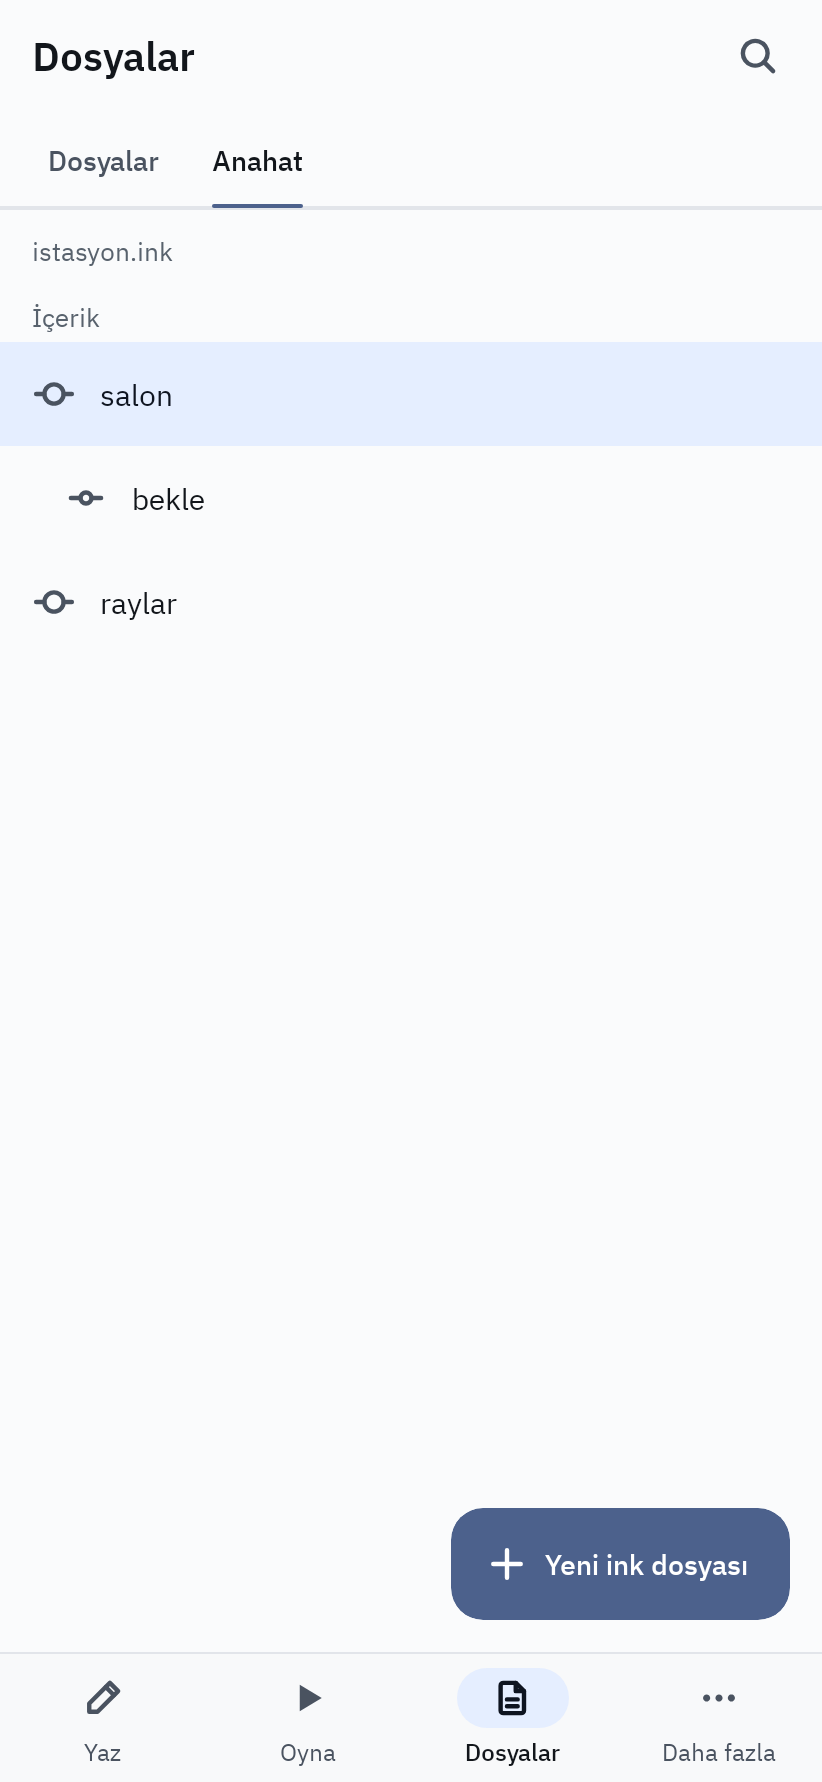 Dosyalar
Dosyalar Anahat
istasyon.ink
İçerik
salon
bekle
raylar
Yeni ink dosyası
Yaz Oyna Dosyalar Daha fazla